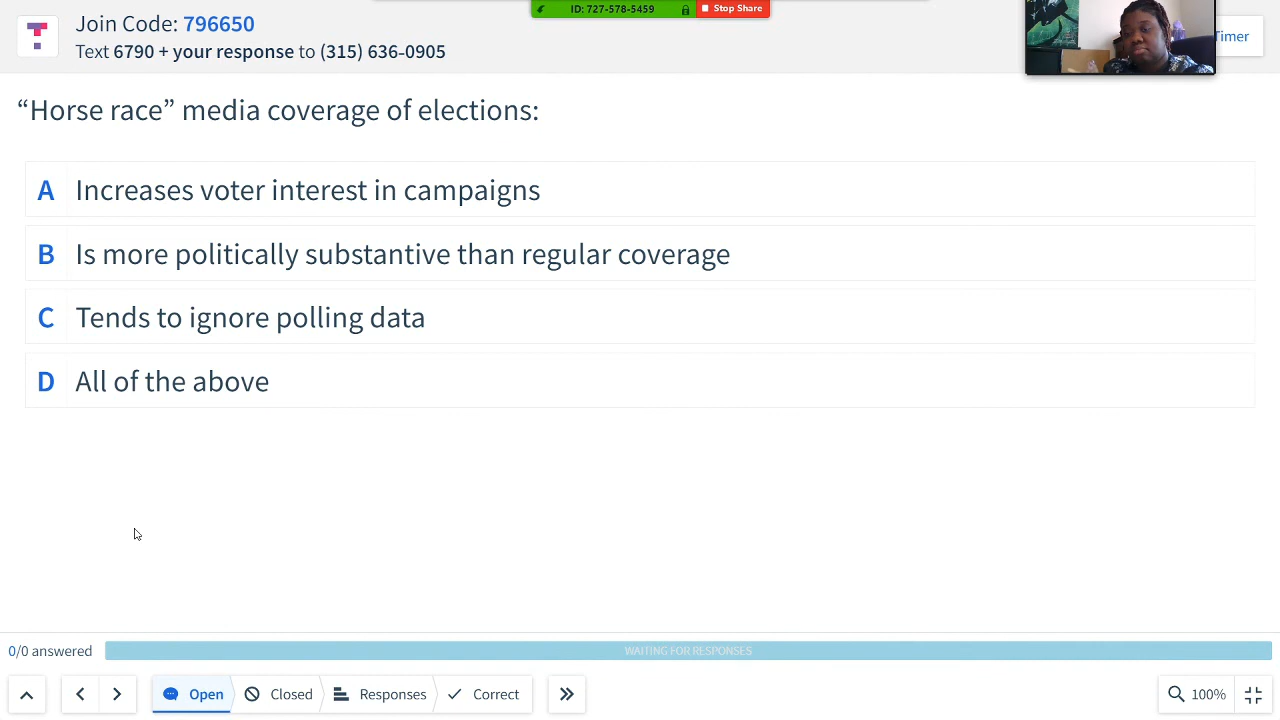 ID: 727-578-5459
Stop Share
Join Code: 796650
Text 6790 + your response to (315) 636-0905
Timer
“Horse race” media coverage of elections:
A Increases voter interest in campaigns
B Is more politically substantive than regular coverage
C Tends to ignore polling data
D All of the above
0/0 answered
WAITING FOR RESPONSES
Open
Closed
Responses
Correct
100%